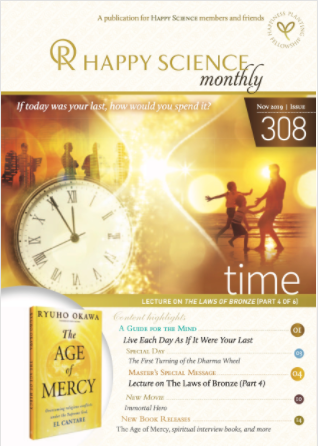 A publication for HAPPY SCIENCE members and friends
HAPPINESS PLANTING
FELLOWSHIP
HAPPY SCIENCE
monthly
If today was your last, how would you spend it?
NOV 2019 | ISSUE
308
time
LECTURE ON THE LAWS OF BRONZE (PART 4 OF 6)
RYUHO OKAWA
The
AGE
of
MERCY
EL CANTARE
Content highlights
A GUIDE FOR THE MIND
01
Live Each Day As If It Were Your Last
SPECIAL DAY
03
The First Turning of the Dharma Wheel
MASTER'S SPECIAL MESSAGE
04
Lecture on The Laws of Bronze (Part 4)
NEW MOVIE
10
Immortal Hero
NEW BOOK RELEASES
14
The Age of Mercy, spiritual interview books, and more